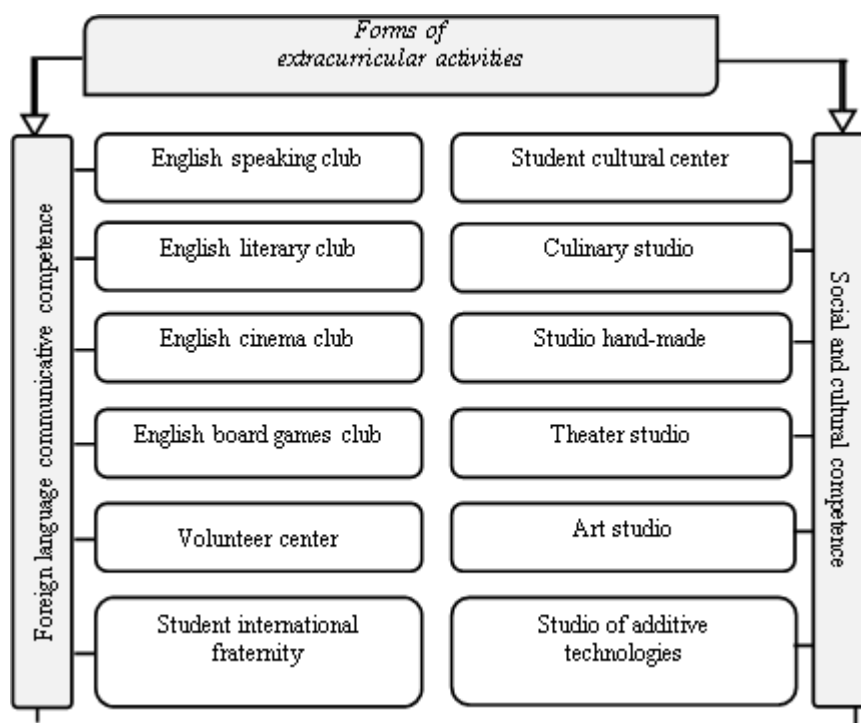 Forms of
extracurricular activities
Foreign language communicative competence
English speaking club
English literary club
English cinema club
English board games club
Volunteer center
Student international
fraternity
Student cultural center
Culinary studio
Studio hand-made
Theater studio
Art studio
Studio of additive
technologies
Social and cultural competence